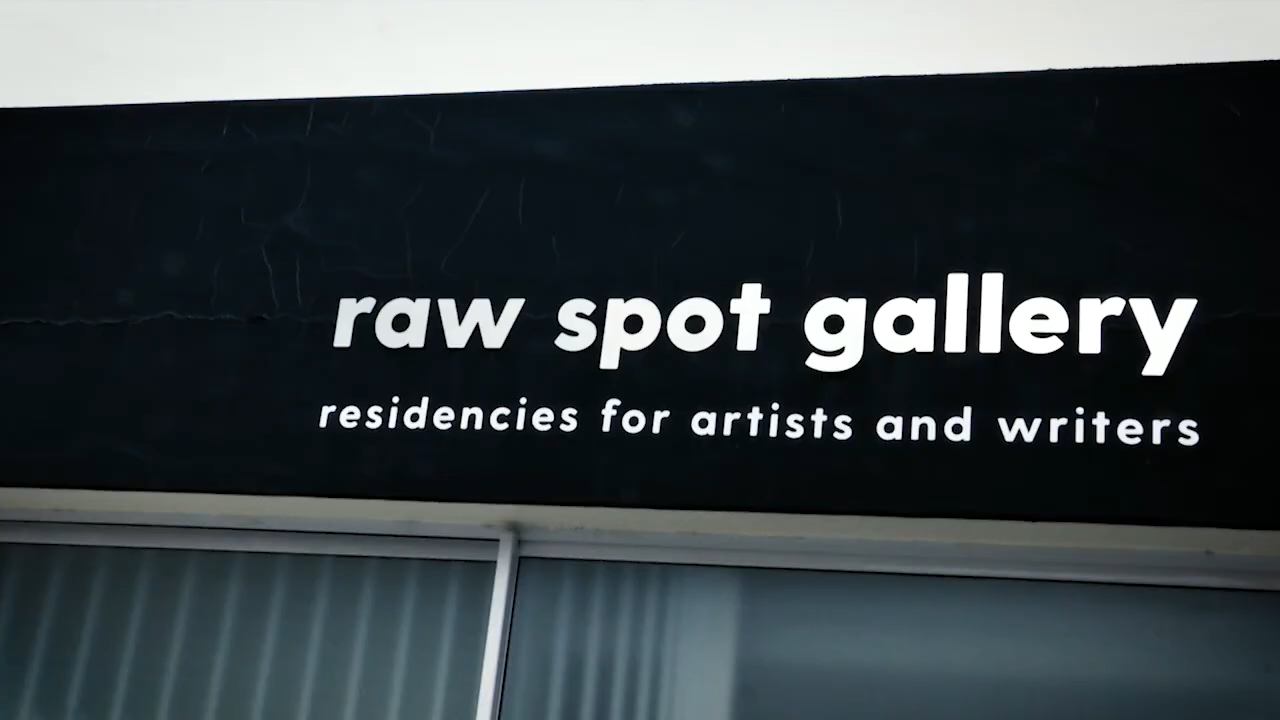 raw spot gallery
residencies for artists and writers